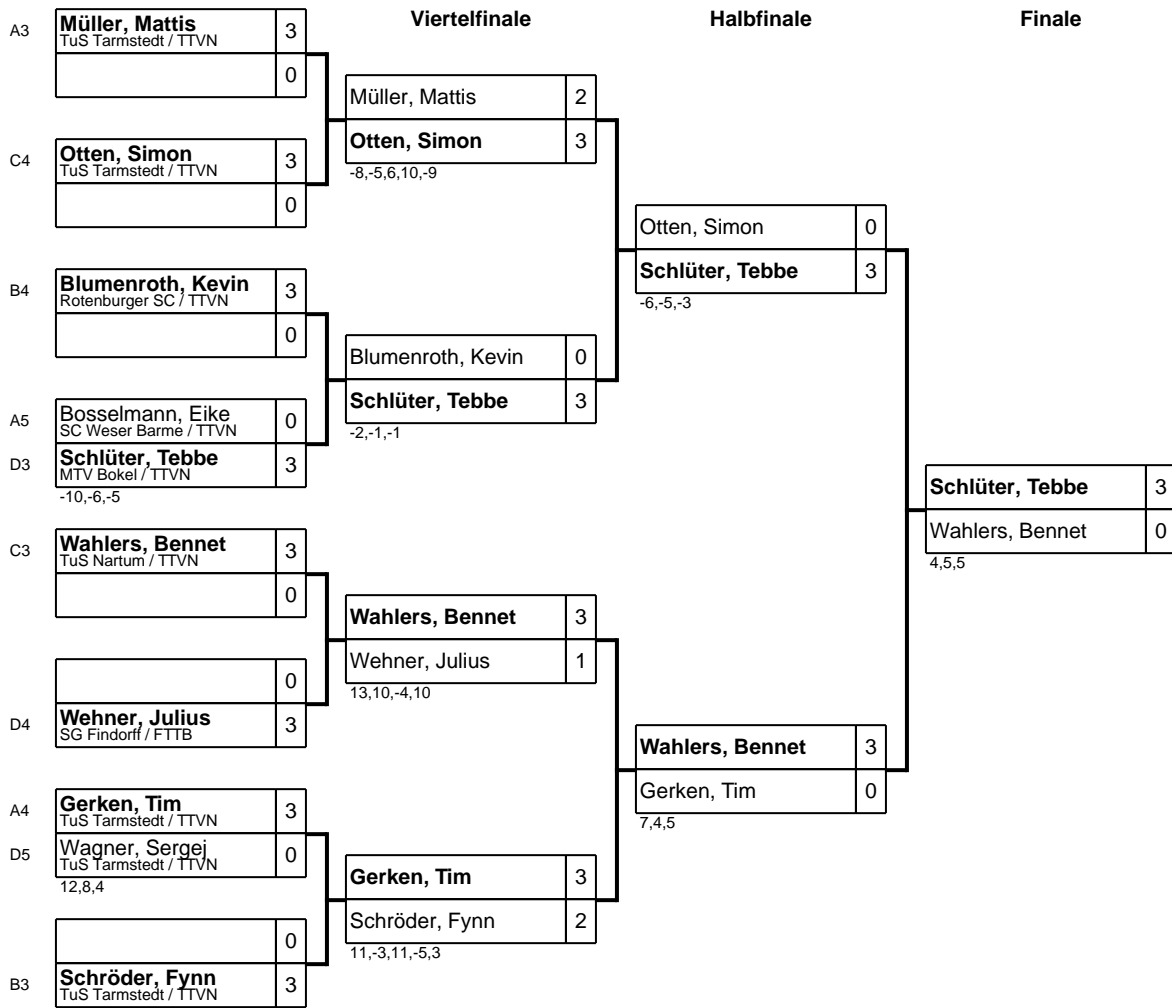 Viertelfinale Halbfinale Finale
A3 Müller, Mattis 3
TuS Tarmstedt / TTVN
0
C4 Otten, Simon 3
TuS Tarmstedt / TTVN
0
B4 Blumenroth, Kevin 3
Rotenburger SC / TTVN
0
A5 Bosselmann, Eike 0
SC Weser Barme / TTVN
D3 Schlüter, Tebbe 3
MTV Bokel / TTVN
-10,-6,-5
C3 Wahlers, Bennet 3
TuS Nartum / TTVN
0
0
D4 Wehner, Julius 3
SG Findorff / FTTB
A4 Gerken, Tim 3
TuS Tarmstedt / TTVN
D5 Wagner, Sergej 0
TuS Tarmstedt / TTVN
12,8,4
0
B3 Schröder, Fynn 3
TuS Tarmstedt / TTVN
Müller, Mattis 2
Otten, Simon 3
-8,-5,6,10,-9
Blumenroth, Kevin 0
Schlüter, Tebbe 3
-2,-1,-1
Wahlers, Bennet 3
Wehner, Julius 1
13,10,-4,10
Gerken, Tim 3
Schröder, Fynn 2
11,-3,11,-5,3
Otten, Simon 0
Schlüter, Tebbe 3
-6,-5,-3
Wahlers, Bennet 3
Gerken, Tim 0
7,4,5
Schlüter, Tebbe 3
Wahlers, Bennet 0
4,5,5